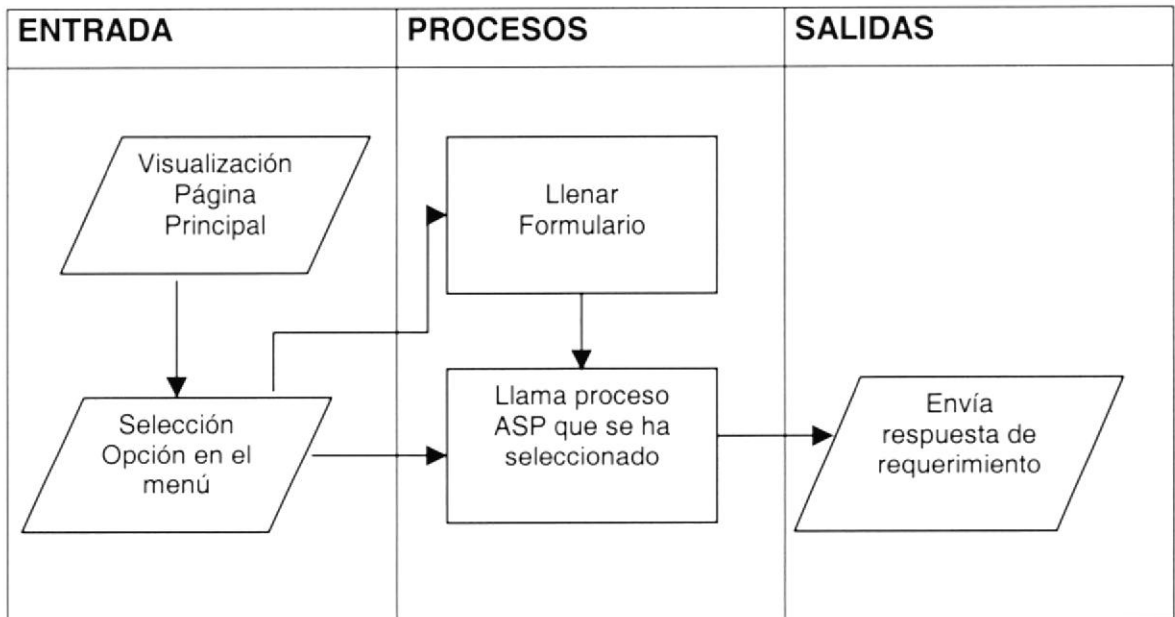 ENTRADA
PROCESOS
SALIDAS
Visualización
Página
Principal
Selección
Opción en el
menú
Llenar
Formulario
Llama proceso
ASP que se ha
seleccionado
Envía
respuesta de
requerimiento